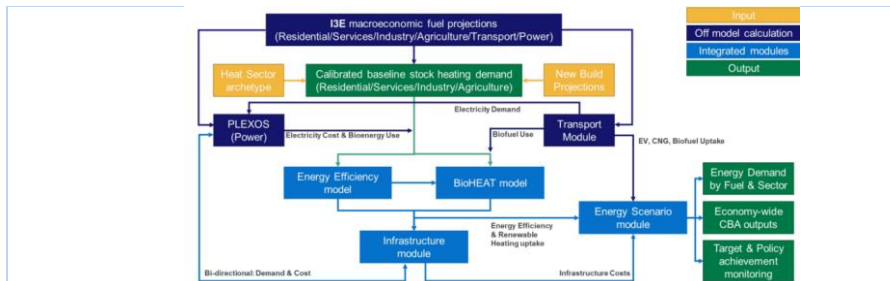 I3E macroeconomic fuel projections
(Residential/Services/Industry/Agriculture/Transport/Power)
Input
Off model calculation
Integrated modules
Output
Heat Sector
archetype
Calibrated baseline stock heating demand
(Residential/Services/Industry/Agriculture)
New Build
Projections
Electricity Demand
PLEXOS
(Power)
Electricity Cost & Bioenergy Use
Biofuel Use
Transport
Module
EV, CNG, Biofuel Uptake
Energy Efficiency
model
BioHEAT model
Energy Demand
by Fuel & Sector
Energy Scenario
module
Economy-wide
CBA outputs
Energy Efficiency
& Renewable
Heating uptake
Infrastructure
module
Target & Policy
achievement
monitoring
Bi-directional: Demand & Cost
Infrastructure Costs